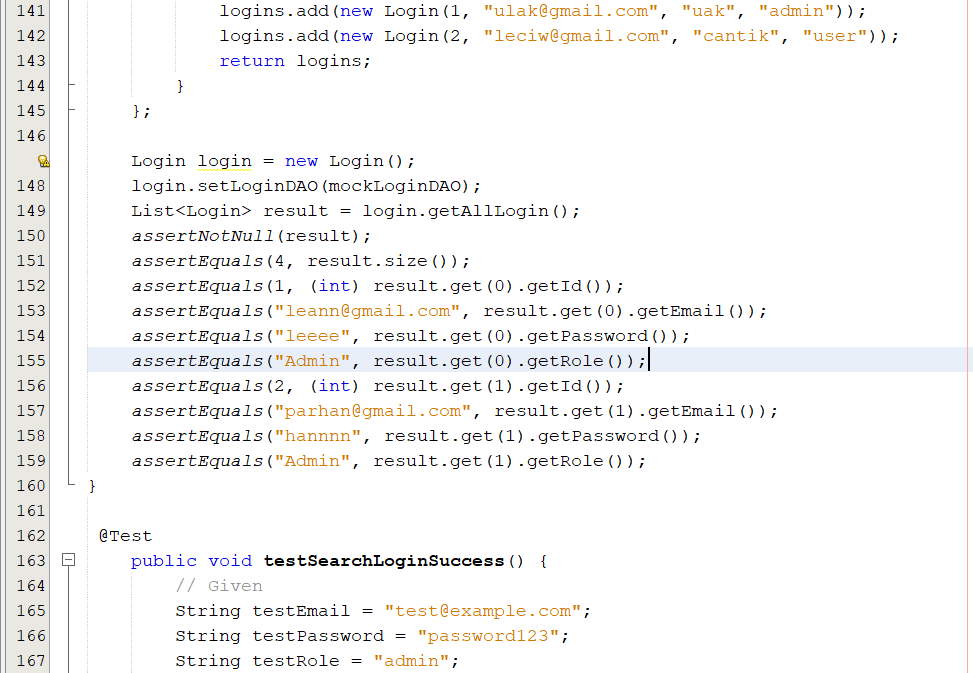 141 logins.add(new Login(1, "ulak@gmail.com", "uak", "admin"));
142 logins.add(new Login(2, "leciw@gmail.com", "cantik", "user"));
143 return logins;
144 }
145 };
146
Login login = new Login();
148 login.setLoginDAO(mockLoginDAO);
149 List<Login> result = login.getAllLogin();
150 assertNotNull(result);
151 assertEquals(4, result.size());
152 assertEquals(1, (int) result.get(0).getId());
153 assertEquals("leann@gmail.com", result.get(0).getEmail());
154 assertEquals("leeee", result.get(0).getPassword());
155 assertEquals("Admin", result.get(0).getRole());
156 assertEquals(2, (int) result.get(1).getId());
157 assertEquals("parhan@gmail.com", result.get(1).getEmail());
158 assertEquals("hannnn", result.get(1).getPassword());
159 assertEquals("Admin", result.get(1).getRole());
160 }
161
162 @Test
163 public void testSearchLoginSuccess() {
164 // Given
165 String testEmail = "test@example.com";
166 String testPassword = "password123";
167 String testRole = "admin";